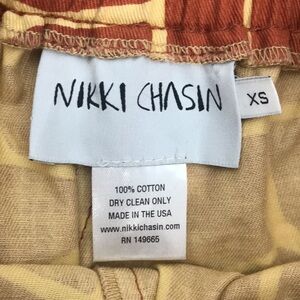 NIKKI CHASIN
XS
100% COTTON
DRY CLEAN ONLY
MADE IN THE USA
www.nikkichasin.com
RN 149665